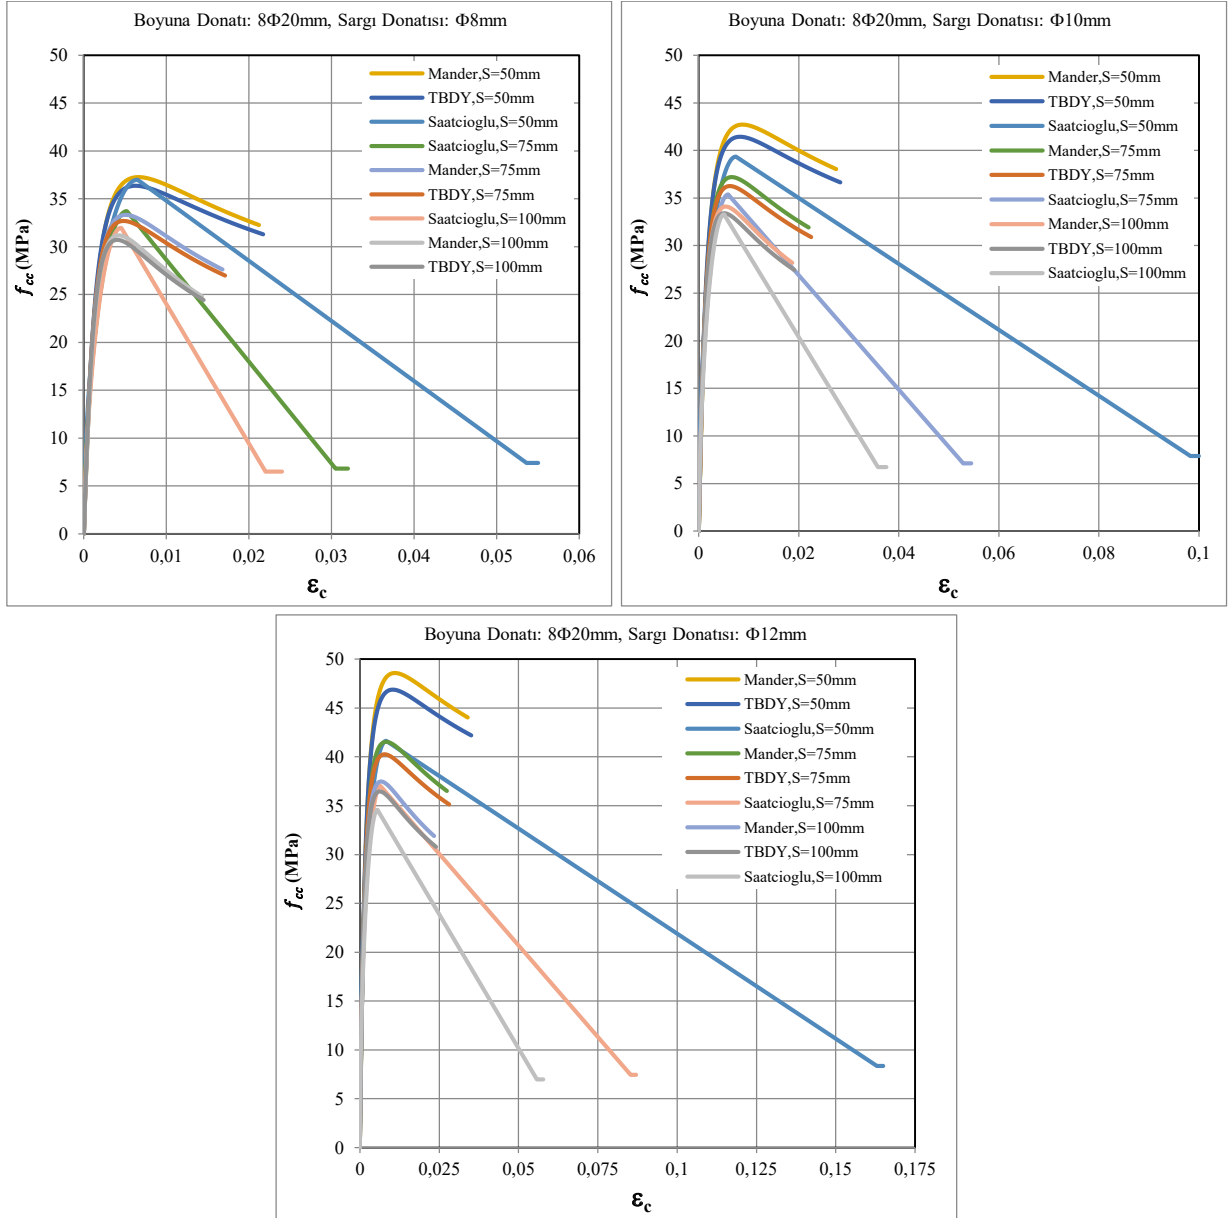 Boyuna Donatı: 8Φ20mm, Sargı Donatısı: Φ8mm
50
45
40
35
30
25
20
15
10
5
0
f_cc (MPa)
Mander,S=50mm
TBDY,S=50mm
Saatcioglu,S=50mm
Saatcioglu,S=75mm
Mander,S=75mm
TBDY,S=75mm
Saatcioglu,S=100mm
Mander,S=100mm
TBDY,S=100mm
0 0,01 0,02 0,03 0,04 0,05 0,06
ε_c
Boyuna Donatı: 8Φ20mm, Sargı Donatısı: Φ10mm
50
45
40
35
30
25
20
15
10
5
0
f_cc (MPa)
Mander,S=50mm
TBDY,S=50mm
Saatcioglu,S=50mm
Mander,S=75mm
TBDY,S=75mm
Saatcioglu,S=75mm
Mander,S=100mm
TBDY,S=100mm
Saatcioglu,S=100mm
0 0,02 0,04 0,06 0,08 0,1
ε_c
Boyuna Donatı: 8Φ20mm, Sargı Donatısı: Φ12mm
50
45
40
35
30
25
20
15
10
5
0
f_cc (MPa)
Mander,S=50mm
TBDY,S=50mm
Saatcioglu,S=50mm
Mander,S=75mm
TBDY,S=75mm
Saatcioglu,S=75mm
Mander,S=100mm
TBDY,S=100mm
Saatcioglu,S=100mm
0 0,025 0,05 0,075 0,1 0,125 0,15 0,175
ε_c